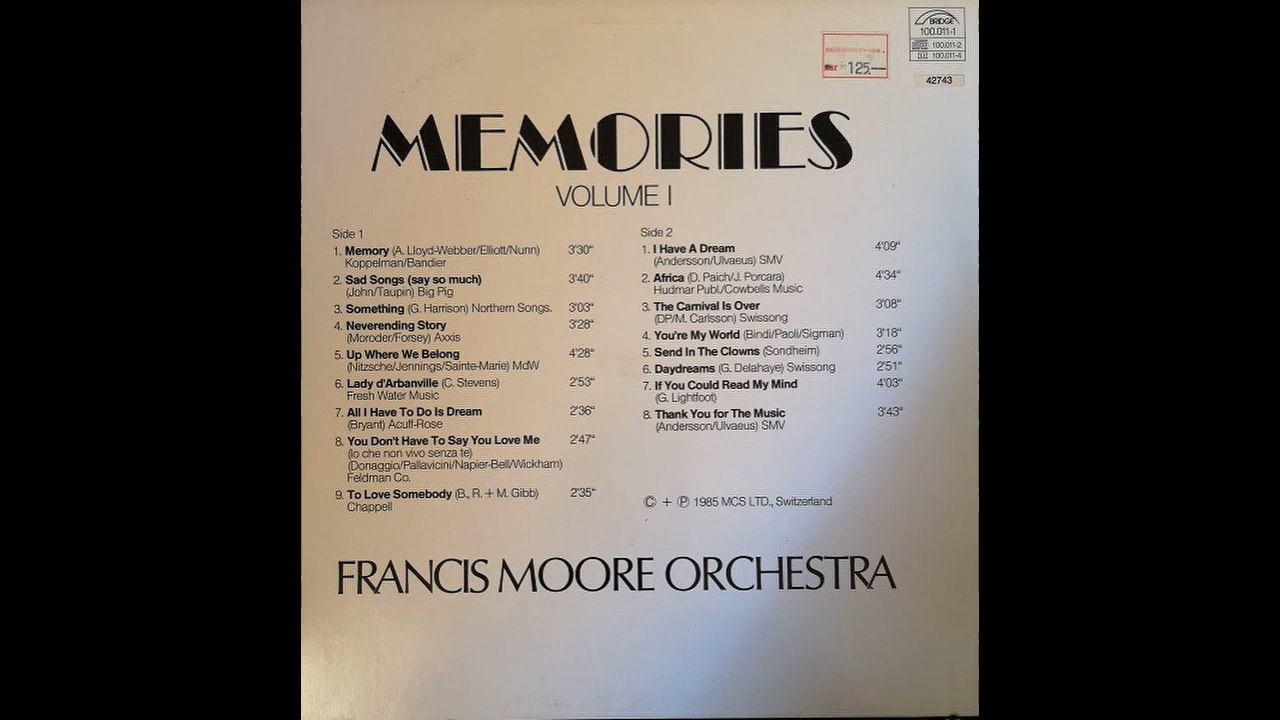 BRIDGE
100.011-1
100.011-2
100.011-4
125.-
42743
MEMORIES
VOLUME I
Side 1
1. Memory (A. Lloyd-Webber/Elliott/Nunn) 3'30"
Koppelman/Bandier
2. Sad Songs (say so much) 3'40"
(John/Taupin) Big Pig
3. Something (G. Harrison) Northern Songs. 3'03"
4. Neverending Story 3'28"
(Moroder/Forsey) Axxis
5. Up Where We Belong 4'28"
(Nitzsche/Jennings/Sainte-Marie) MdW
6. Lady d'Arbanville (C. Stevens) 2'53"
Fresh Water Music
7. All I Have To Do Is Dream 2'36"
(Bryant) Acuff-Rose
8. You Don't Have To Say You Love Me 2'47"
(Io che non vivo senza te)
(Donaggio/Pallavicini/Napier-Bell/Wickham)
Feldman Co.
9. To Love Somebody (B., R. + M. Gibb) 2'35"
Chappell
Side 2
1. I Have A Dream 4'09"
(Andersson/Ulvaeus) SMV
2. Africa (D. Paich/J. Porcara) 4'34"
Hudmar Publ./Cowbells Music
3. The Carnival Is Over 3'08"
(DP/M. Carlsson) Swissong
4. You're My World (Bindi/Paoli/Sigman) 3'18"
5. Send In The Clowns (Sondheim) 2'56"
6. Daydreams (G. Delahaye) Swissong 2'51"
7. If You Could Read My Mind 4'03"
(G. Lightfoot)
8. Thank You for The Music 3'43"
(Andersson/Ulvaeus) SMV
© + ℗ 1985 MCS LTD., Switzerland
FRANCIS MOORE ORCHESTRA